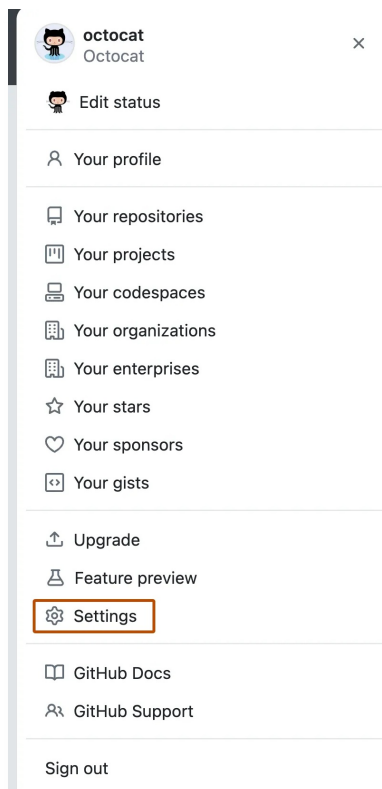 octocat
Octocat
Edit status
Your profile
Your repositories
Your projects
Your codespaces
Your organizations
Your enterprises
Your stars
Your sponsors
Your gists
Upgrade
Feature preview
Settings
GitHub Docs
GitHub Support
Sign out